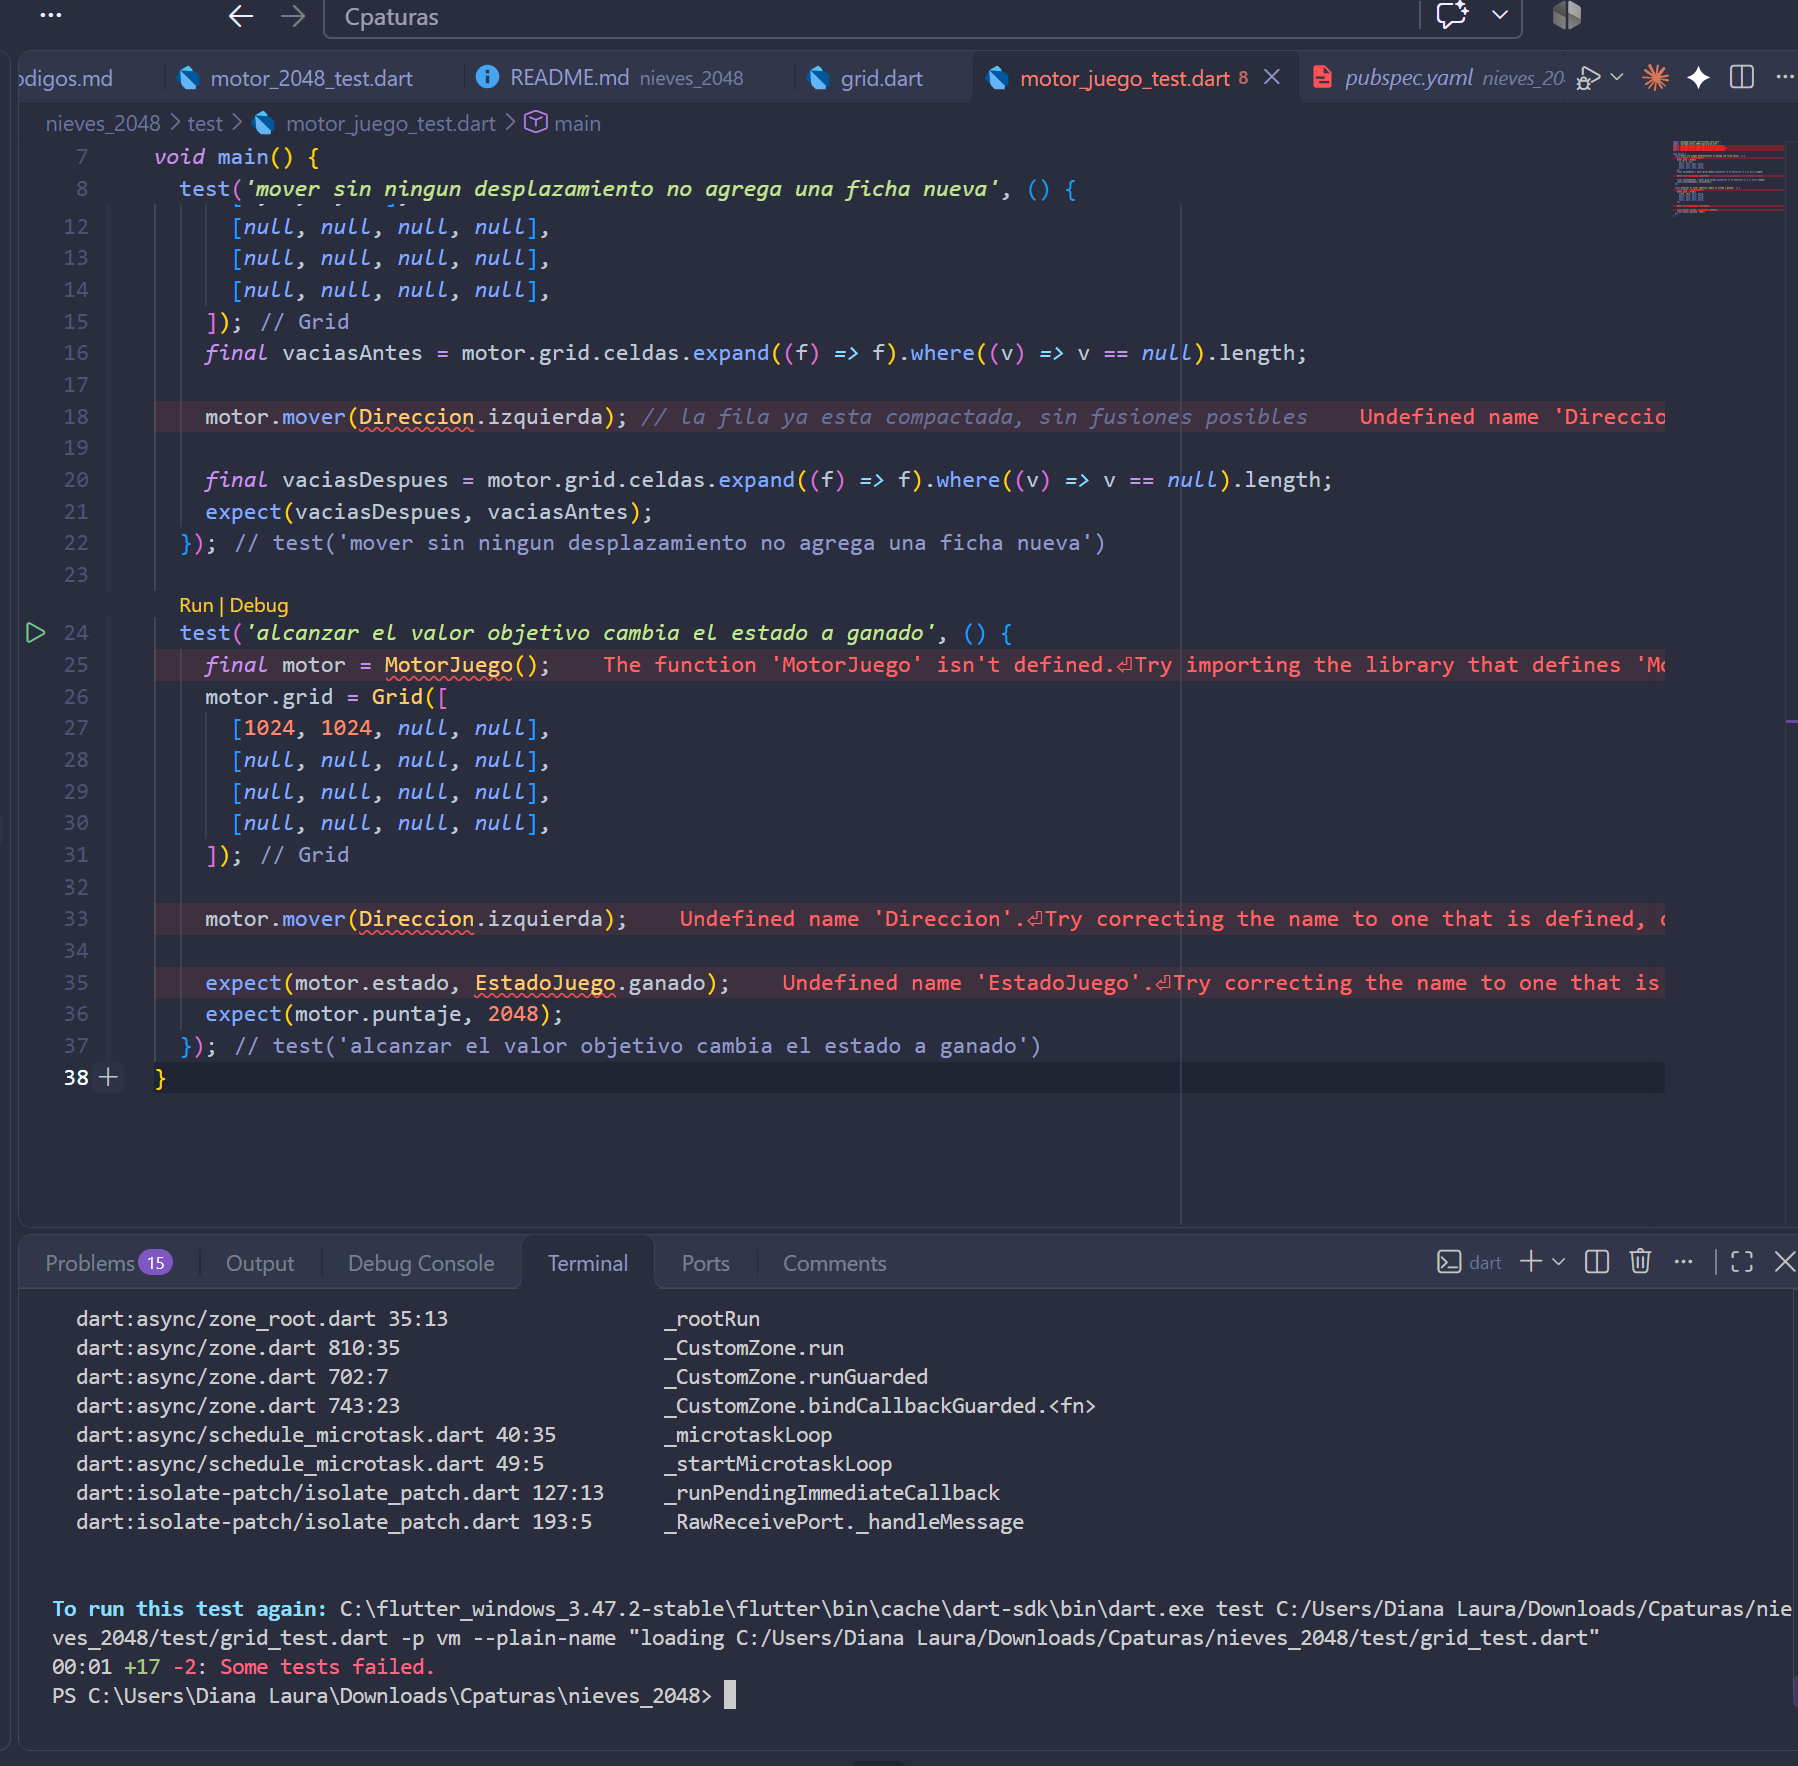 Cpaturas
odigos.md
motor_2048_test.dart
README.md nieves_2048
grid.dart
motor_juego_test.dart 8
pubspec.yaml nieves_20
nieves_2048 > test > motor_juego_test.dart > main
7 void main() {
8 test('mover sin ningun desplazamiento no agrega una ficha nueva', () {
12 [null, null, null, null],
13 [null, null, null, null],
14 [null, null, null, null],
15 ]); // Grid
16 final vaciasAntes = motor.grid.celdas.expand((f) => f).where((v) => v == null).length;
17
18 motor.mover(Direccion.izquierda); // la fila ya esta compactada, sin fusiones posibles Undefined name 'Direccio
19
20 final vaciasDespues = motor.grid.celdas.expand((f) => f).where((v) => v == null).length;
21 expect(vaciasDespues, vaciasAntes);
22 }); // test('mover sin ningun desplazamiento no agrega una ficha nueva')
23
Run | Debug
24 test('alcanzar el valor objetivo cambia el estado a ganado', () {
25 final motor = MotorJuego(); The function 'MotorJuego' isn't defined.⏎Try importing the library that defines 'Mo
26 motor.grid = Grid([
27 [1024, 1024, null, null],
28 [null, null, null, null],
29 [null, null, null, null],
30 [null, null, null, null],
31 ]); // Grid
32
33 motor.mover(Direccion.izquierda); Undefined name 'Direccion'.⏎Try correcting the name to one that is defined, o
34
35 expect(motor.estado, EstadoJuego.ganado); Undefined name 'EstadoJuego'.⏎Try correcting the name to one that is
36 expect(motor.puntaje, 2048);
37 }); // test('alcanzar el valor objetivo cambia el estado a ganado')
38 }
Problems 15 Output Debug Console Terminal Ports Comments dart
dart:async/zone_root.dart 35:13 _rootRun
dart:async/zone.dart 810:35 _CustomZone.run
dart:async/zone.dart 702:7 _CustomZone.runGuarded
dart:async/zone.dart 743:23 _CustomZone.bindCallbackGuarded.<fn>
dart:async/schedule_microtask.dart 40:35 _microtaskLoop
dart:async/schedule_microtask.dart 49:5 _startMicrotaskLoop
dart:isolate-patch/isolate_patch.dart 127:13 _runPendingImmediateCallback
dart:isolate-patch/isolate_patch.dart 193:5 _RawReceivePort._handleMessage
To run this test again: C:\flutter_windows_3.47.2-stable\flutter\bin\cache\dart-sdk\bin\dart.exe test C:/Users/Diana Laura/Downloads/Cpaturas/nie
ves_2048/test/grid_test.dart -p vm --plain-name "loading C:/Users/Diana Laura/Downloads/Cpaturas/nieves_2048/test/grid_test.dart"
00:01 +17 -2: Some tests failed.
PS C:\Users\Diana Laura\Downloads\Cpaturas\nieves_2048>